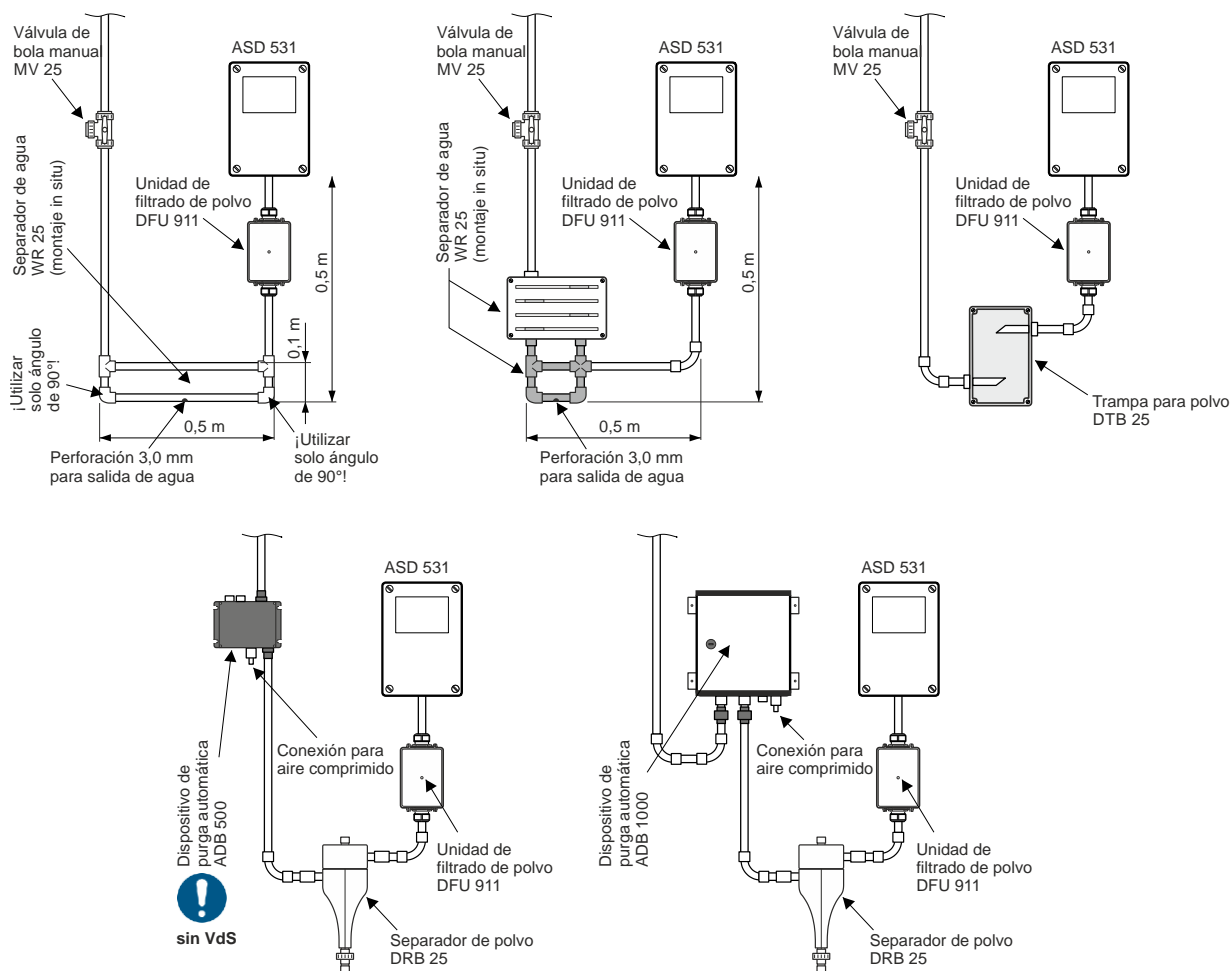 Válvula de
bola manual
MV 25
ASD 531
Separador de agua
WR 25
(montaje in situ)
Unidad de
filtrado de polvo
DFU 911
0,5 m
0,1 m
¡Utilizar
solo ángulo
de 90°!
0,5 m
¡Utilizar
solo ángulo
de 90°!
Perforación 3,0 mm
para salida de agua
Válvula de
bola manual
MV 25
ASD 531
Separador de agua
WR 25
(montaje in situ)
Unidad de
filtrado de polvo
DFU 911
0,5 m
0,5 m
Perforación 3,0 mm
para salida de agua
Válvula de
bola manual
MV 25
ASD 531
Unidad de
filtrado de polvo
DFU 911
Trampa para polvo
DTB 25
ASD 531
Dispositivo de
purga automática
ADB 500
Conexión para
aire comprimido
Unidad de
filtrado de polvo
DFU 911
sin VdS
Separador de polvo
DRB 25
ASD 531
Dispositivo de
purga automática
ADB 1000
Conexión para
aire comprimido
Unidad de
filtrado de polvo
DFU 911
Separador de polvo
DRB 25